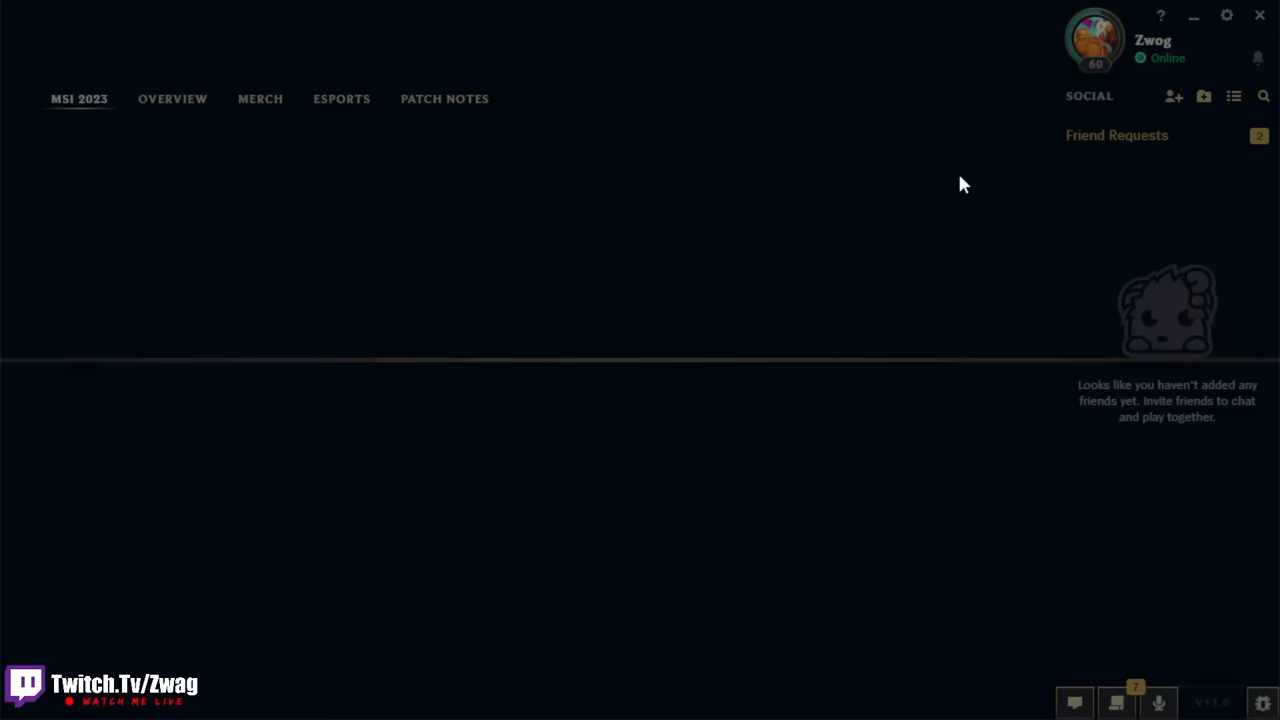 ?
Zwog
60
Online
MSI 2023 OVERVIEW MERCH ESPORTS PATCH NOTES
SOCIAL
Friend Requests 2
Looks like you haven't added any
friends yet. Invite friends to chat
and play together.
Twitch.Tv/Zwag
WATCH ME LIVE
7